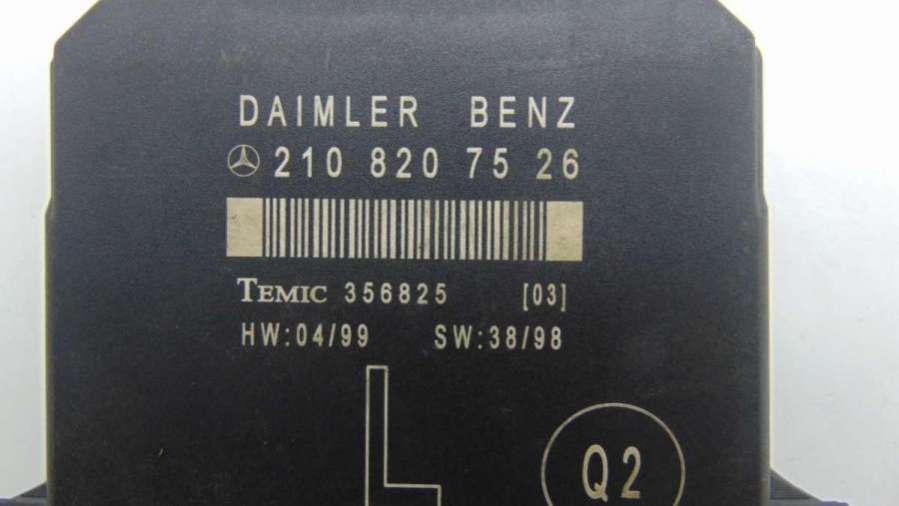 DAIMLER BENZ
210 820 75 26
TEMIC 356825 [03]
HW:04/99 SW:38/98
L
Q2